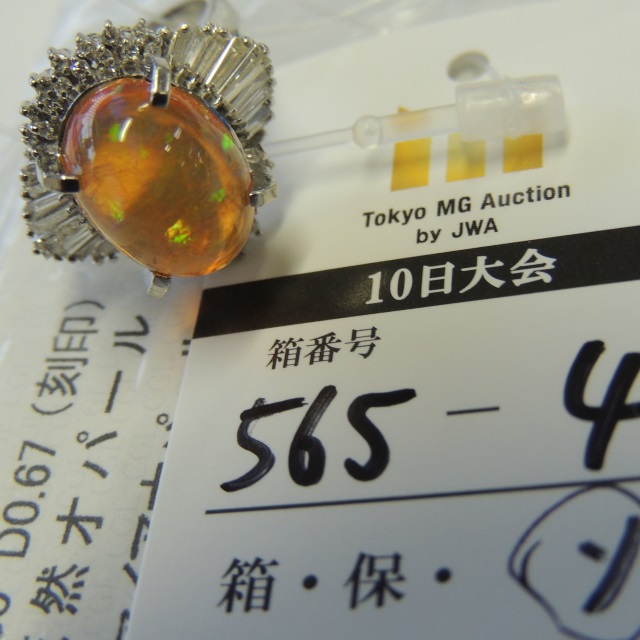 Tokyo MG Auction
by JWA
10日大会
箱番号
565-4
箱・保・
D0.67（刻印）
然オパール